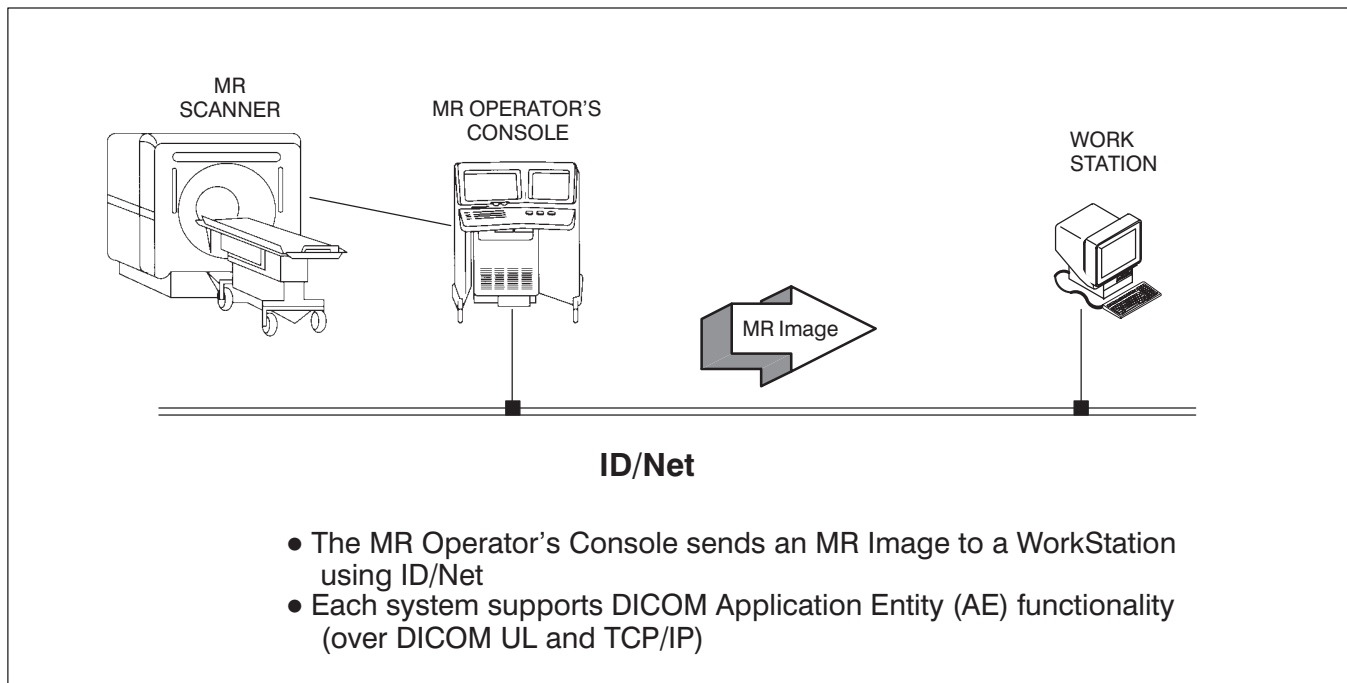 MR
SCANNER
MR OPERATOR'S
CONSOLE
WORK
STATION
MR Image
ID/Net
● The MR Operator's Console sends an MR Image to a WorkStation
using ID/Net
● Each system supports DICOM Application Entity (AE) functionality
(over DICOM UL and TCP/IP)